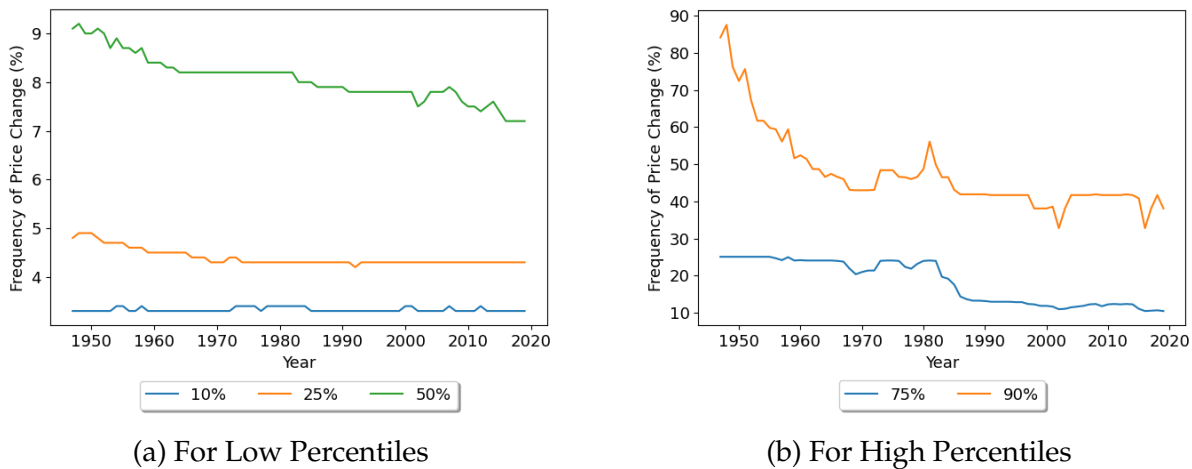 Frequency of Price Change (%)
9
8
7
6
5
4
1950 1960 1970 1980 1990 2000 2010 2020
Year
10% 25% 50%
(a) For Low Percentiles
Frequency of Price Change (%)
90
80
70
60
50
40
30
20
10
1950 1960 1970 1980 1990 2000 2010 2020
Year
75% 90%
(b) For High Percentiles